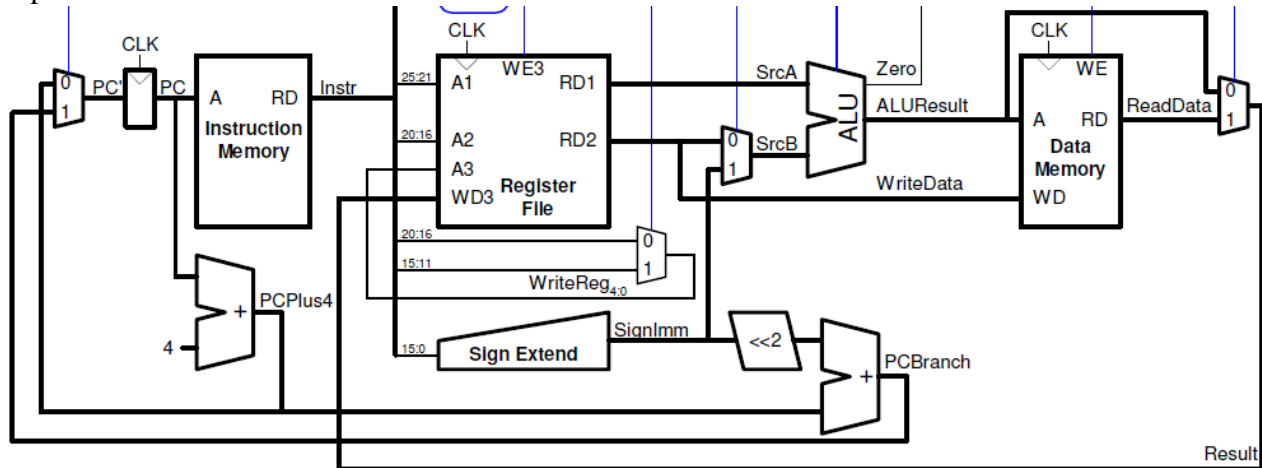 CLK
CLK
CLK
0
1
PC'
PC
A
RD
Instruction
Memory
Instr
25:21
20:16
A1
A2
A3
WD3
WE3
RD1
RD2
Register
File
0
1
SrcA
SrcB
ALU
Zero
ALUResult
WriteData
A
RD
WE
Data
Memory
WD
ReadData
0
1
20:16
15:11
0
1
WriteReg4:0
4
+
PCPlus4
15:0
Sign Extend
SignImm
<<2
+
PCBranch
Result